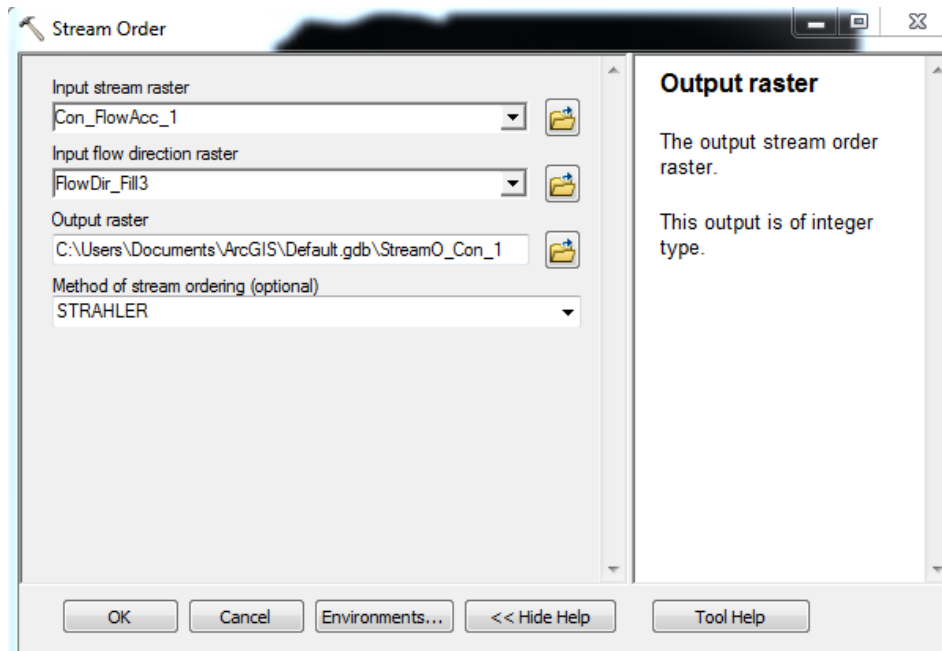 Stream Order
Input stream raster
Con_FlowAcc_1
Input flow direction raster
FlowDir_Fill3
Output raster
C:\Users\Documents\ArcGIS\Default.gdb\StreamO_Con_1
Method of stream ordering (optional)
STRAHLER
Output raster
The output stream order
raster.
This output is of integer
type.
OK
Cancel
Environments...
<< Hide Help
Tool Help